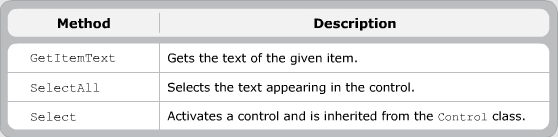 Method Description
GetItemText Gets the text of the given item.
SelectAll Selects the text appearing in the control.
Select Activates a control and is inherited from the Control class.